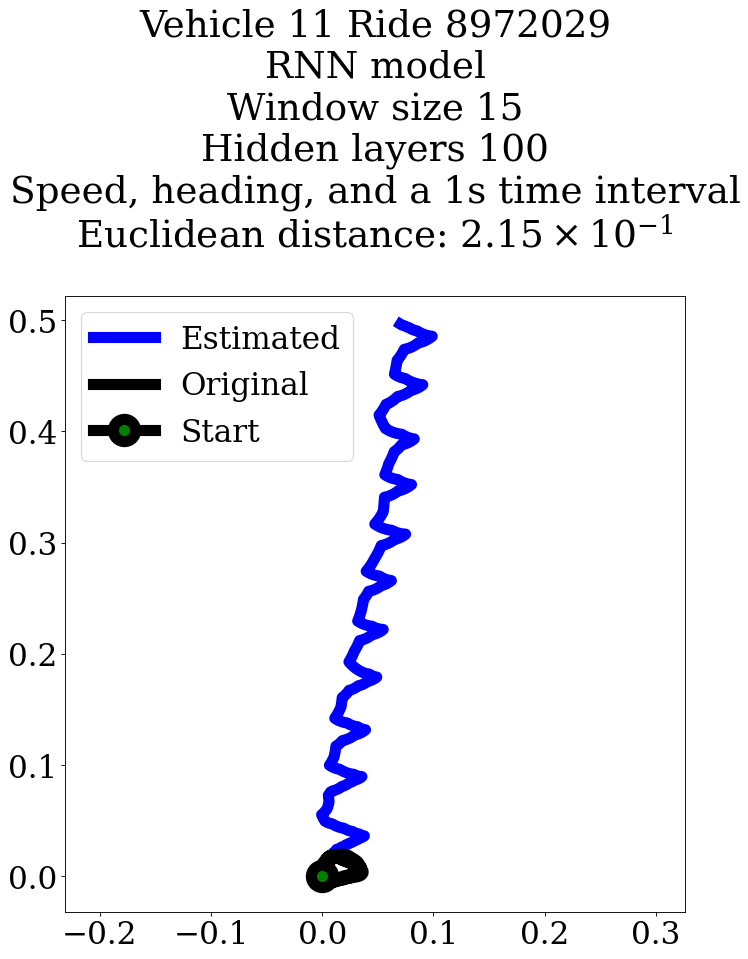 Vehicle 11 Ride 8972029
RNN model
Window size 15
Hidden layers 100
Speed, heading, and a 1s time interval
Euclidean distance: 2.15 × 10⁻¹
Estimated
Original
Start
0.5
0.4
0.3
0.2
0.1
0.0
−0.2 −0.1 0.0 0.1 0.2 0.3